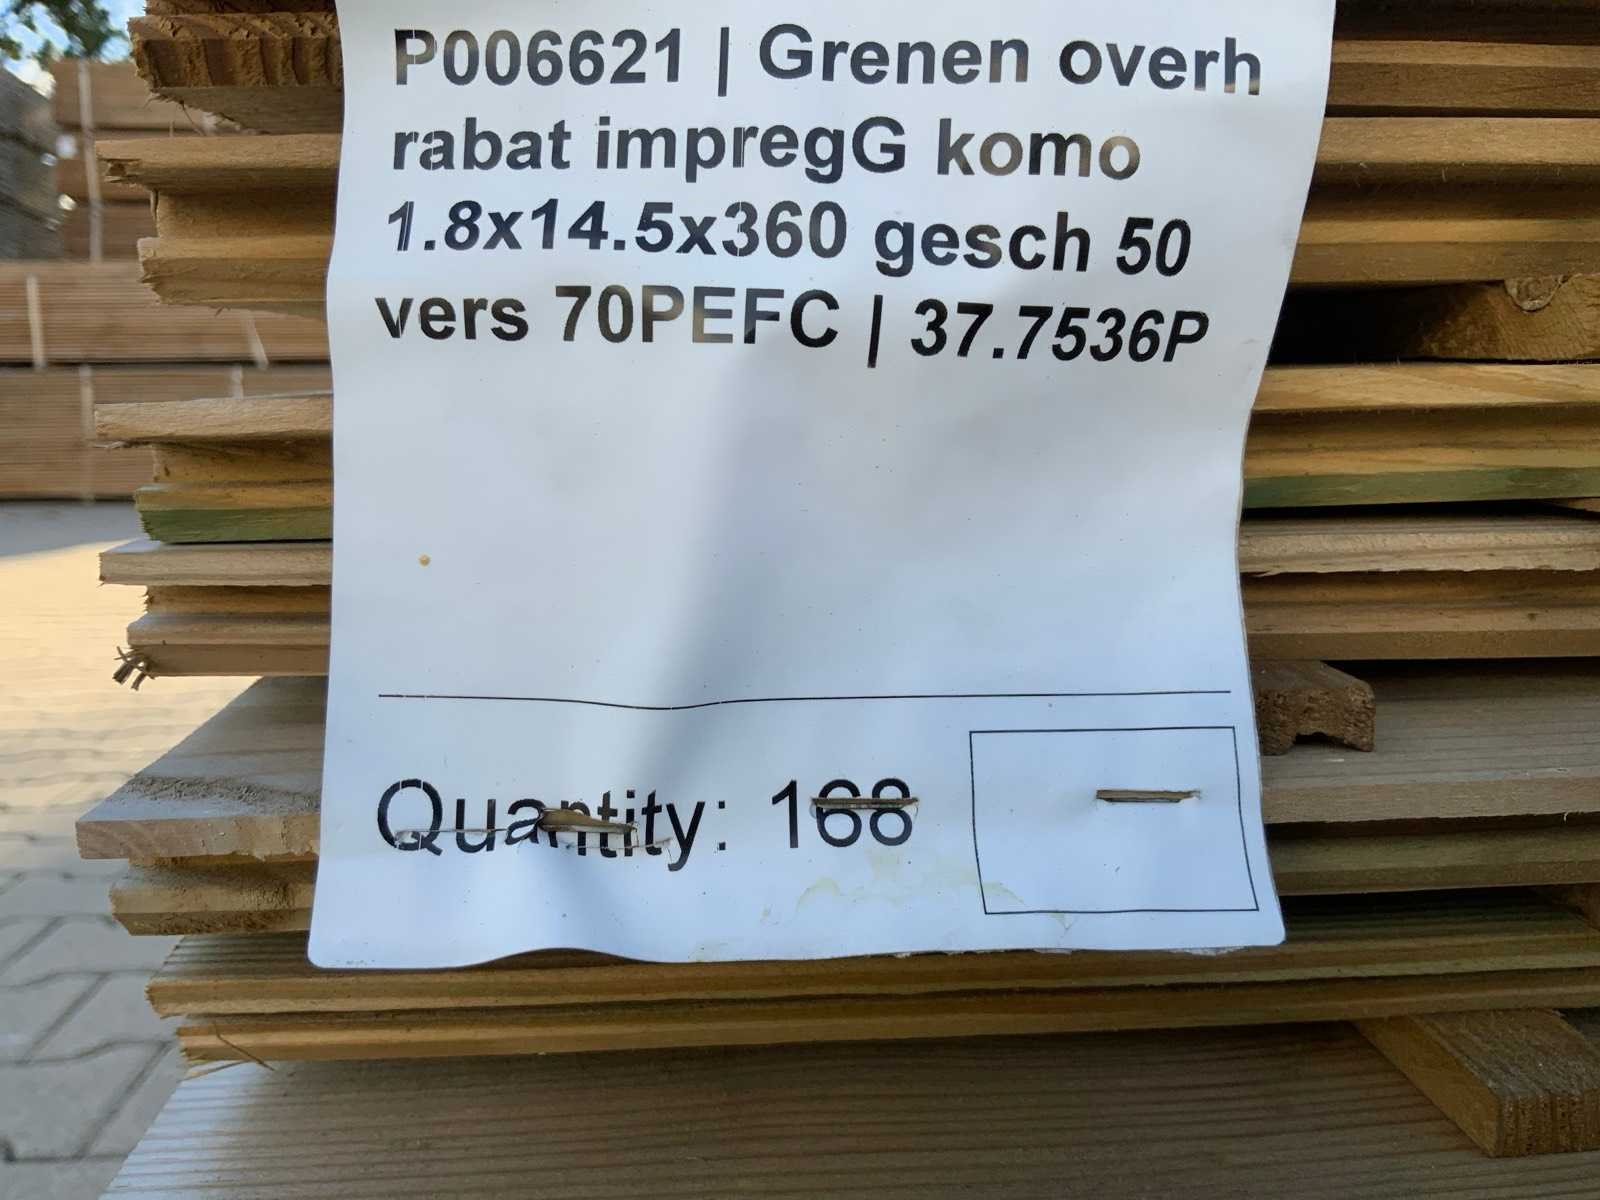 P006621 | Grenen overh
rabat impregG komo
1.8x14.5x360 gesch 50
vers 70PEFC | 37.7536P
Quantity: 168